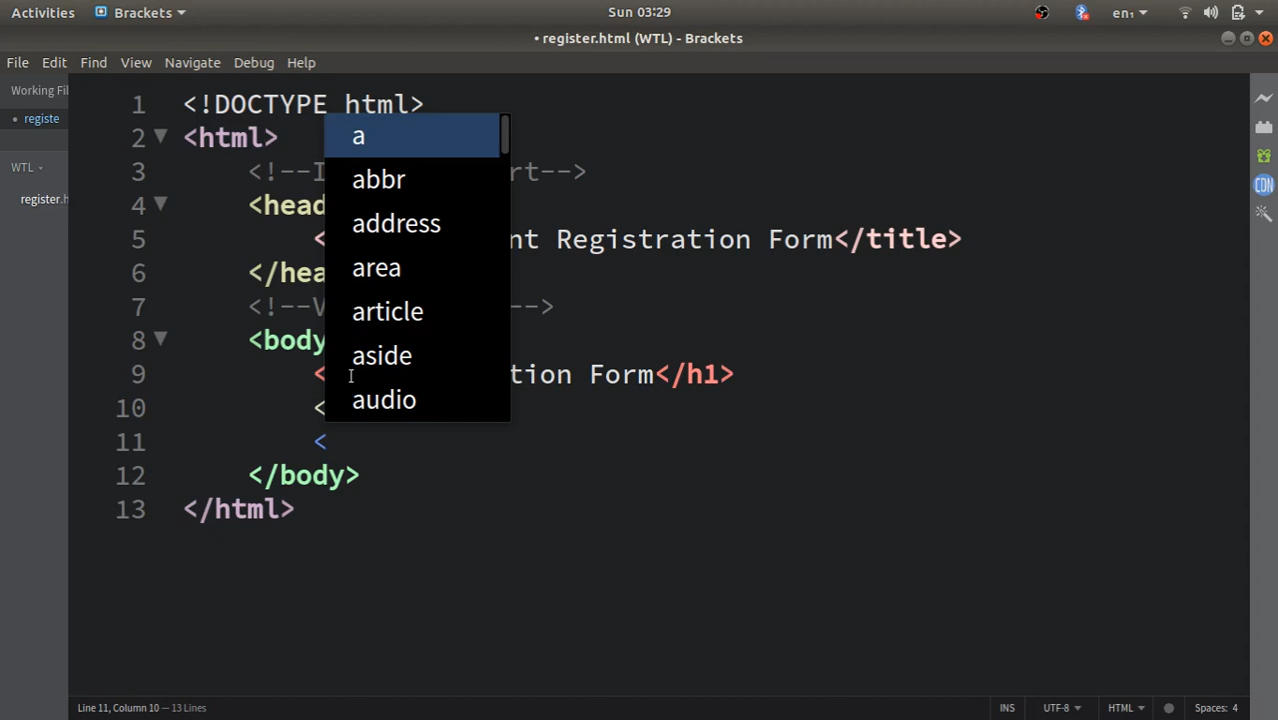 Activities Brackets Sun 03:29 en₁
• register.html (WTL) - Brackets
File Edit Find View Navigate Debug Help
Working Fil
• registe
WTL
register.h
1 <!DOCTYPE html>
2 <html>
3 <!--I rt-->
4 <head
5 < nt Registration Form</title>
6 </hea
7 <!--V -->
8 <body
9 < tion Form</h1>
10 <
11 <
12 </body>
13 </html>
a
abbr
address
area
article
aside
audio
CDN
Line 11, Column 10 — 13 Lines INS UTF-8 HTML Spaces: 4